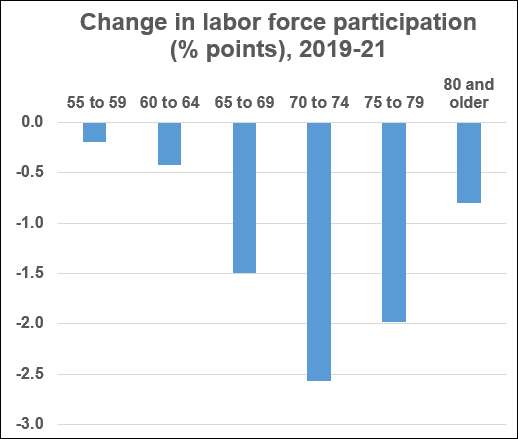 Change in labor force participation
(% points), 2019-21
55 to 59 60 to 64 65 to 69 70 to 74 75 to 79 80 and
older
0.0
-0.5
-1.0
-1.5
-2.0
-2.5
-3.0